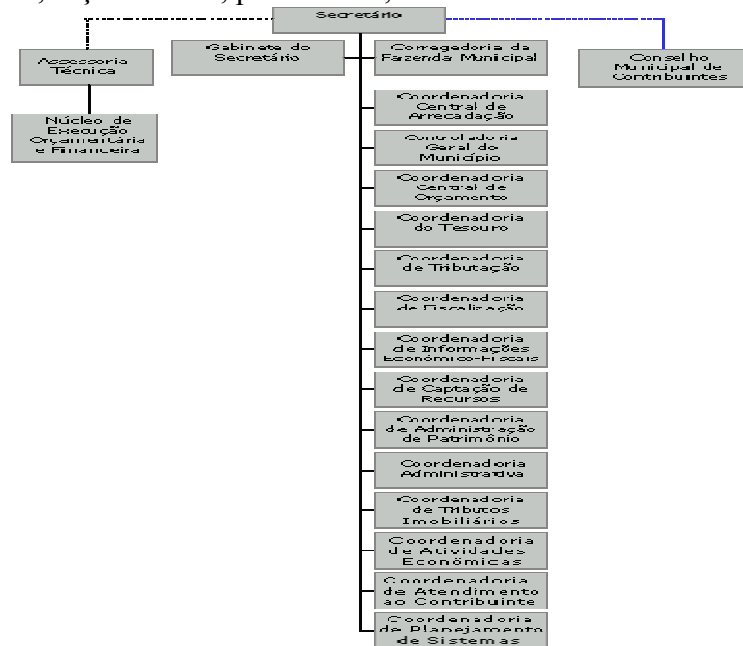 Secretário
Assessoria
Técnica
Gabinete do
Secretário
Corregedoria da
Fazenda Municipal
Conselho
Municipal de
Contribuintes
Núcleo de
Execução
Orçamentária
e Financeira
Coordenadoria
Central de
Arrecadação
Controladoria
Geral do
Município
Coordenadoria
Central de
Orçamento
Coordenadoria
do Tesouro
Coordenadoria
de Tributação
Coordenadoria
de Fiscalização
Coordenadoria
de Informações
Econômico-Fiscais
Coordenadoria
de Captação de
Recursos
Coordenadoria
de Administração
de Patrimônio
Coordenadoria
Administrativa
Coordenadoria
de Tributos
Imobiliários
Coordenadoria
de Atividades
Econômicas
Coordenadoria
de Atendimento
ao Contribuinte
Coordenadoria
de Planejamento
de Sistemas